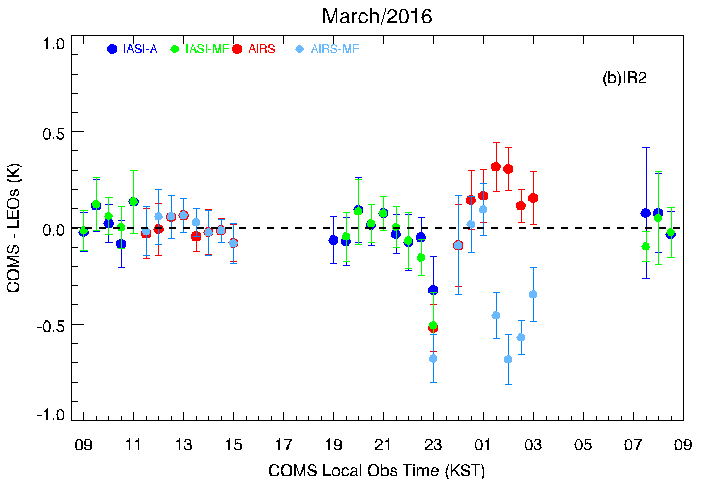 March/2016
1.0
IASI-A IASI-MF AIRS AIRS-MF
(b)IR2
0.5
0.0
-0.5
-1.0
COMS - LEOs (K)
09 11 13 15 17 19 21 23 01 03 05 07 09
COMS Local Obs Time (KST)